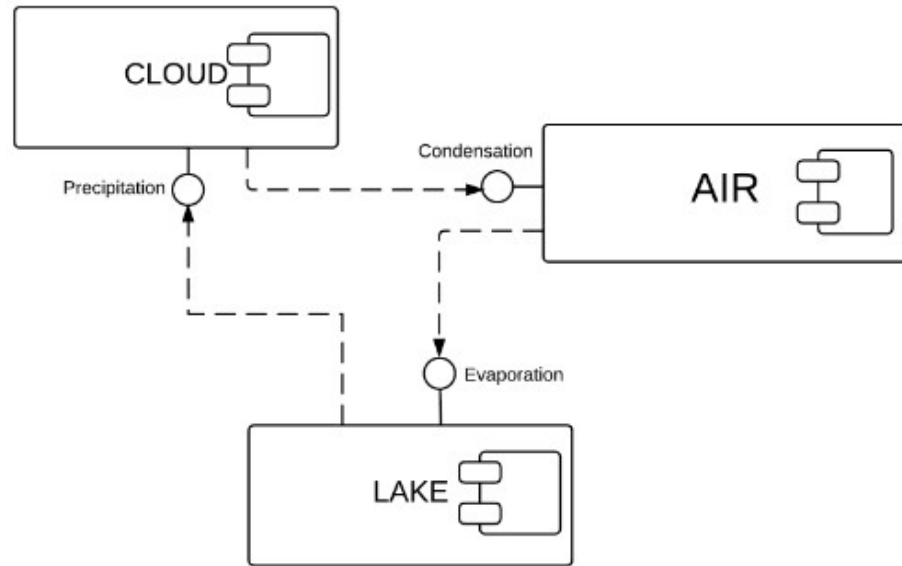 CLOUD
Condensation
Precipitation
AIR
Evaporation
LAKE